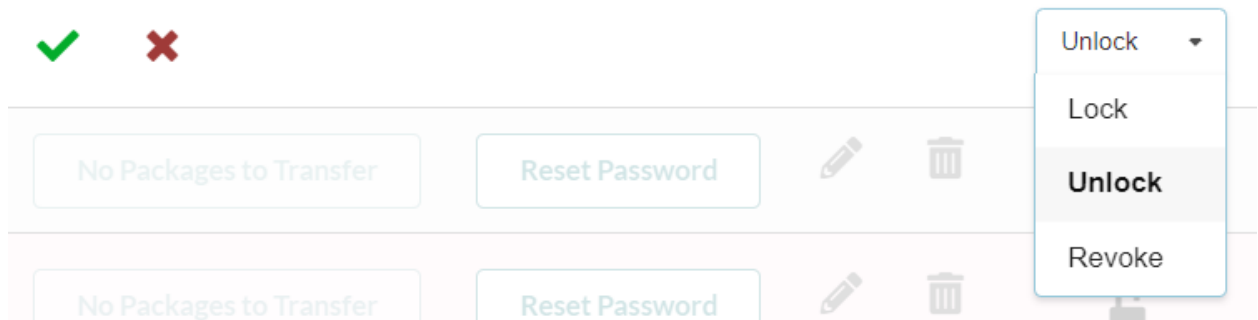 Unlock
Lock
No Packages to Transfer Reset Password
Unlock
Revoke
No Packages to Transfer Reset Password